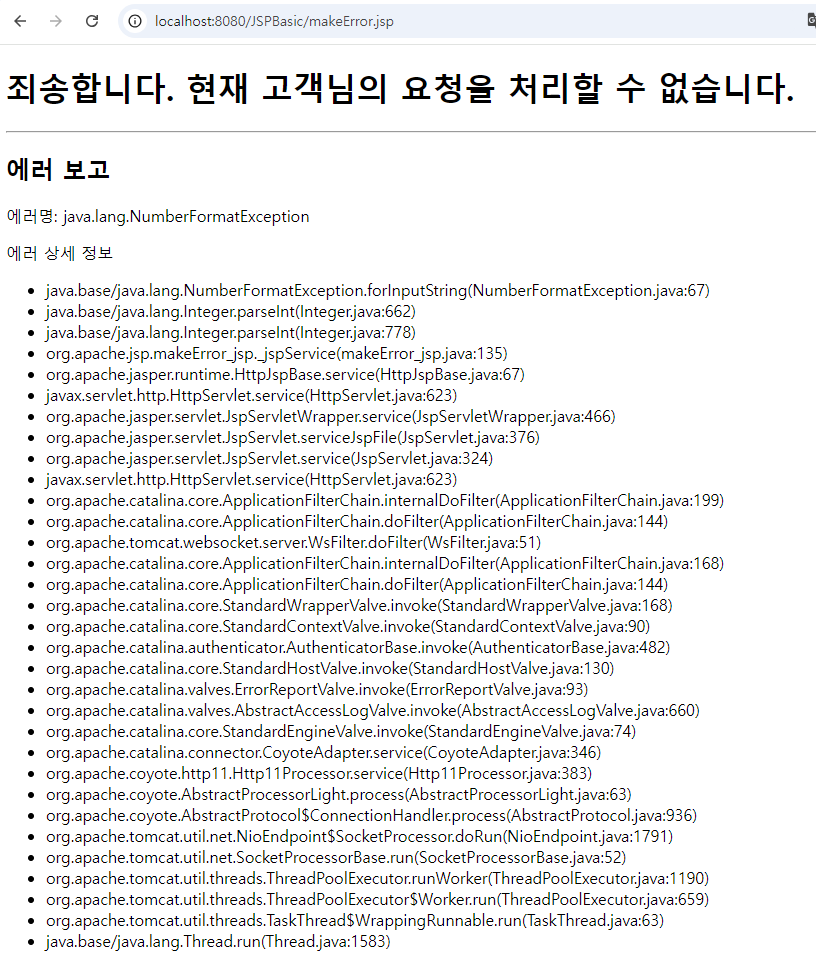 localhost:8080/JSPBasic/makeError.jsp
죄송합니다. 현재 고객님의 요청을 처리할 수 없습니다.
에러 보고
에러명: java.lang.NumberFormatException
에러 상세 정보
java.base/java.lang.NumberFormatException.forInputString(NumberFormatException.java:67)
java.base/java.lang.Integer.parseInt(Integer.java:662)
java.base/java.lang.Integer.parseInt(Integer.java:778)
org.apache.jsp.makeError_jsp._jspService(makeError_jsp.java:135)
org.apache.jasper.runtime.HttpJspBase.service(HttpJspBase.java:67)
javax.servlet.http.HttpServlet.service(HttpServlet.java:623)
org.apache.jasper.servlet.JspServletWrapper.service(JspServletWrapper.java:466)
org.apache.jasper.servlet.JspServlet.serviceJspFile(JspServlet.java:376)
org.apache.jasper.servlet.JspServlet.service(JspServlet.java:324)
javax.servlet.http.HttpServlet.service(HttpServlet.java:623)
org.apache.catalina.core.ApplicationFilterChain.internalDoFilter(ApplicationFilterChain.java:199)
org.apache.catalina.core.ApplicationFilterChain.doFilter(ApplicationFilterChain.java:144)
org.apache.tomcat.websocket.server.WsFilter.doFilter(WsFilter.java:51)
org.apache.catalina.core.ApplicationFilterChain.internalDoFilter(ApplicationFilterChain.java:168)
org.apache.catalina.core.ApplicationFilterChain.doFilter(ApplicationFilterChain.java:144)
org.apache.catalina.core.StandardWrapperValve.invoke(StandardWrapperValve.java:168)
org.apache.catalina.core.StandardContextValve.invoke(StandardContextValve.java:90)
org.apache.catalina.authenticator.AuthenticatorBase.invoke(AuthenticatorBase.java:482)
org.apache.catalina.core.StandardHostValve.invoke(StandardHostValve.java:130)
org.apache.catalina.valves.ErrorReportValve.invoke(ErrorReportValve.java:93)
org.apache.catalina.valves.AbstractAccessLogValve.invoke(AbstractAccessLogValve.java:660)
org.apache.catalina.core.StandardEngineValve.invoke(StandardEngineValve.java:74)
org.apache.catalina.connector.CoyoteAdapter.service(CoyoteAdapter.java:346)
org.apache.coyote.http11.Http11Processor.service(Http11Processor.java:383)
org.apache.coyote.AbstractProcessorLight.process(AbstractProcessorLight.java:63)
org.apache.coyote.AbstractProtocol$ConnectionHandler.process(AbstractProtocol.java:936)
org.apache.tomcat.util.net.NioEndpoint$SocketProcessor.doRun(NioEndpoint.java:1791)
org.apache.tomcat.util.net.SocketProcessorBase.run(SocketProcessorBase.java:52)
org.apache.tomcat.util.threads.ThreadPoolExecutor.runWorker(ThreadPoolExecutor.java:1190)
org.apache.tomcat.util.threads.ThreadPoolExecutor$Worker.run(ThreadPoolExecutor.java:659)
org.apache.tomcat.util.threads.TaskThread$WrappingRunnable.run(TaskThread.java:63)
java.base/java.lang.Thread.run(Thread.java:1583)